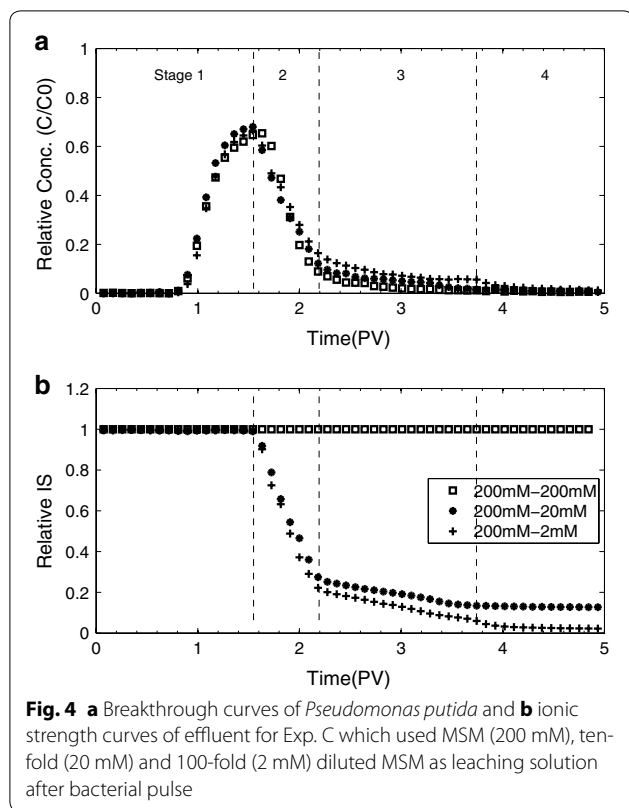 a
1
0.8
0.6
0.4
0.2
0
Relative Conc. (C/C0)
Stage 1
2
3
4
0
1
2
3
4
5
Time(PV)
b
1.2
1
0.8
0.6
0.4
0.2
0
Relative IS
200mM−200mM
200mM−20mM
200mM−2mM
0
1
2
3
4
5
Time(PV)
Fig. 4 a Breakthrough curves of Pseudomonas putida and b ionic
strength curves of effluent for Exp. C which used MSM (200 mM), ten-
fold (20 mM) and 100-fold (2 mM) diluted MSM as leaching solution
after bacterial pulse